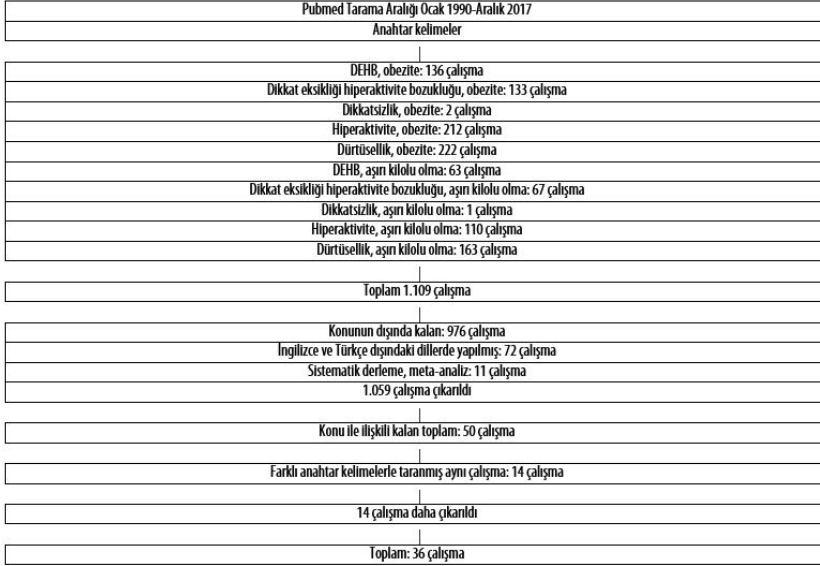 Pubmed Tarama Aralığı Ocak 1990-Aralık 2017
Anahtar kelimeler
DEHB, obezite: 136 çalışma
Dikkat eksikliği hiperaktivite bozukluğu, obezite: 133 çalışma
Dikkatsizlik, obezite: 2 çalışma
Hiperaktivite, obezite: 212 çalışma
Dürtüsellik, obezite: 222 çalışma
DEHB, aşırı kilolu olma: 63 çalışma
Dikkat eksikliği hiperaktivite bozukluğu, aşırı kilolu olma: 67 çalışma
Dikkatsizlik, aşırı kilolu olma: 1 çalışma
Hiperaktivite, aşırı kilolu olma: 110 çalışma
Dürtüsellik, aşırı kilolu olma: 163 çalışma
Toplam 1.109 çalışma
Konunun dışında kalan: 976 çalışma
İngilizce ve Türkçe dışındaki dillerde yapılmış: 72 çalışma
Sistematik derleme, meta-analiz: 11 çalışma
1.059 çalışma çıkarıldı
Konu ile ilişkili kalan toplam: 50 çalışma
Farklı anahtar kelimelerle taranmış aynı çalışma: 14 çalışma
14 çalışma daha çıkarıldı
Toplam: 36 çalışma